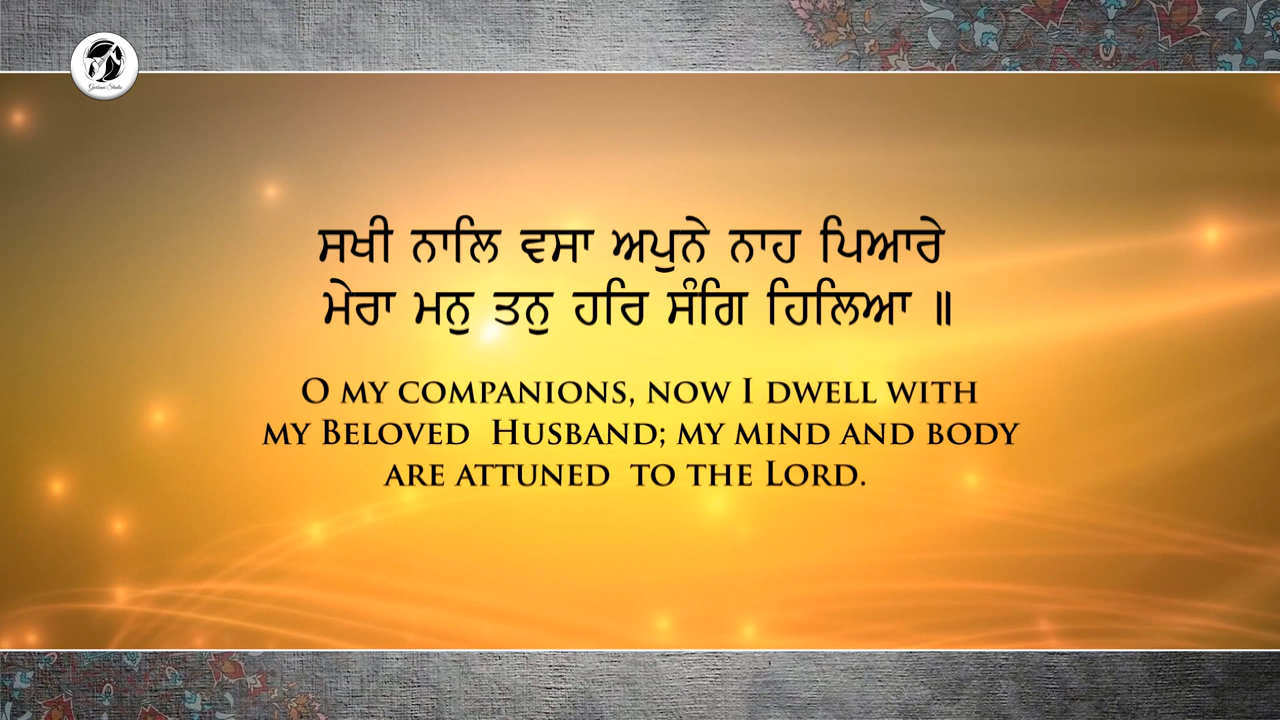 ਸਖੀ ਨਾਲਿ ਵਸਾ ਅਪੁਨੇ ਨਾਹ ਪਿਆਰੇ
ਮੇਰਾ ਮਨੁ ਤਨੁ ਹਰਿ ਸੰਗਿ ਹਿਲਿਆ ॥
O MY COMPANIONS, NOW I DWELL WITH
MY BELOVED HUSBAND; MY MIND AND BODY
ARE ATTUNED TO THE LORD.